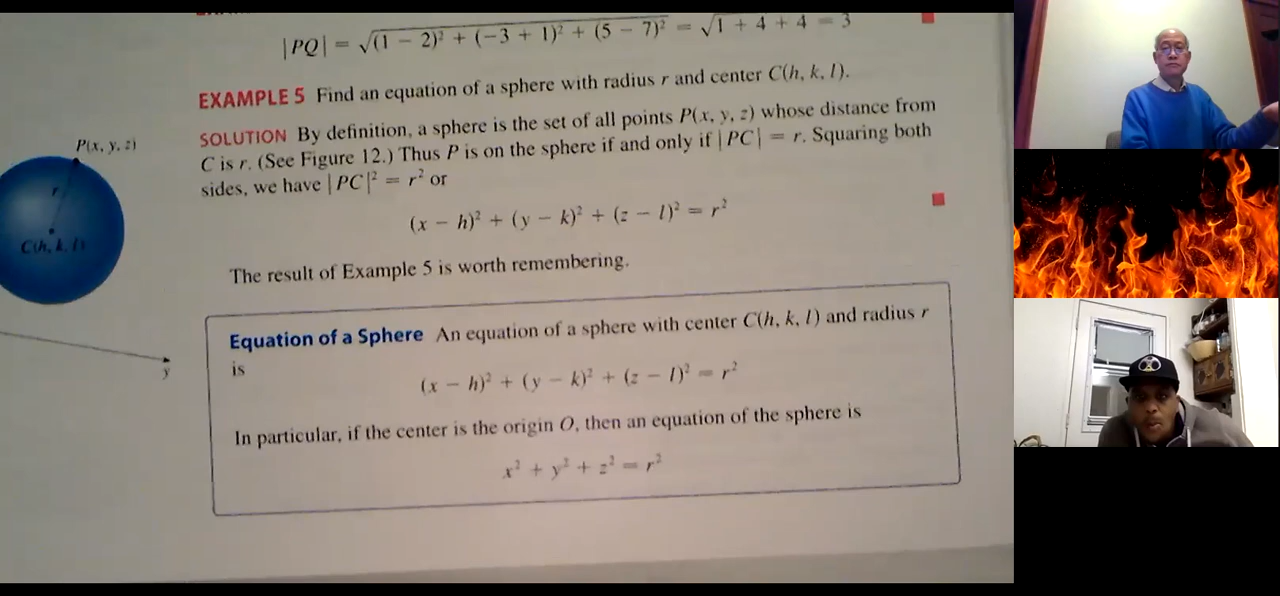 |PQ| = √(1 − 2)² + (−3 + 1)² + (5 − 7)² = √1 + 4 + 4 = 3
EXAMPLE 5 Find an equation of a sphere with radius r and center C(h, k, l).
SOLUTION By definition, a sphere is the set of all points P(x, y, z) whose distance from
C is r. (See Figure 12.) Thus P is on the sphere if and only if |PC| = r. Squaring both
sides, we have |PC|² = r² or
(x − h)² + (y − k)² + (z − l)² = r²
The result of Example 5 is worth remembering.
Equation of a Sphere An equation of a sphere with center C(h, k, l) and radius r
is
(x − h)² + (y − k)² + (z − l)² = r²
In particular, if the center is the origin O, then an equation of the sphere is
x² + y² + z² = r²
P(x, y, z)
r
C(h, k, l)
y